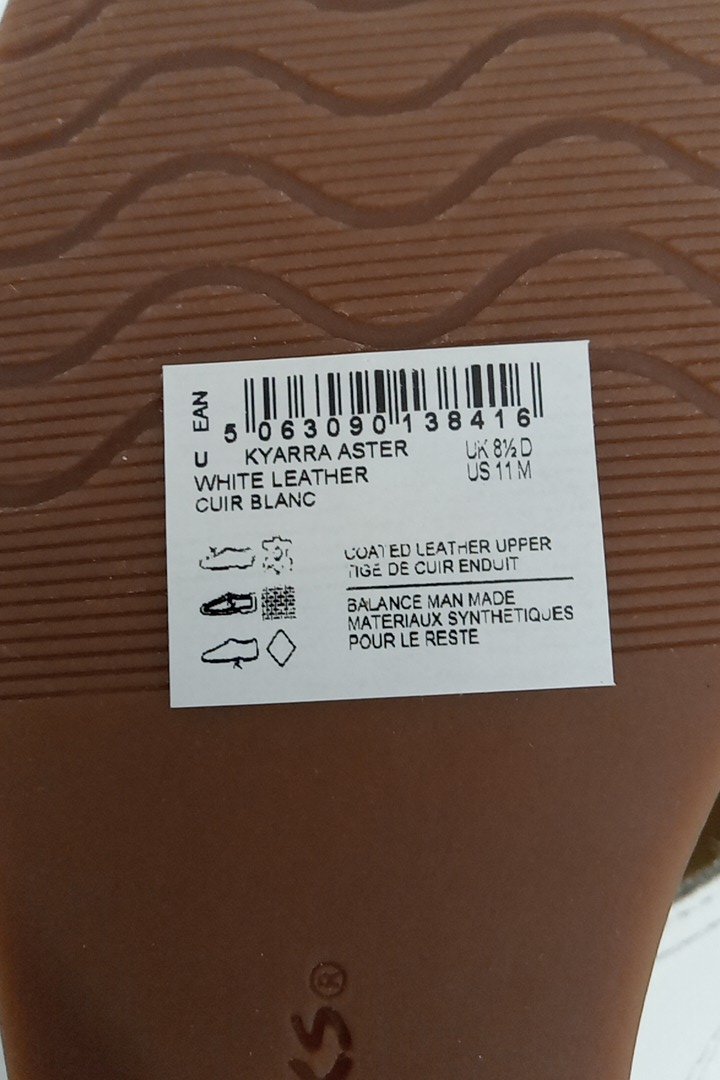 EAN
5 063090 138416
U KYARRA ASTER UK 8½ D
WHITE LEATHER US 11 M
CUIR BLANC
COATED LEATHER UPPER
TIGE DE CUIR ENDUIT
BALANCE MAN MADE
MATERIAUX SYNTHETIQUES
POUR LE RESTE